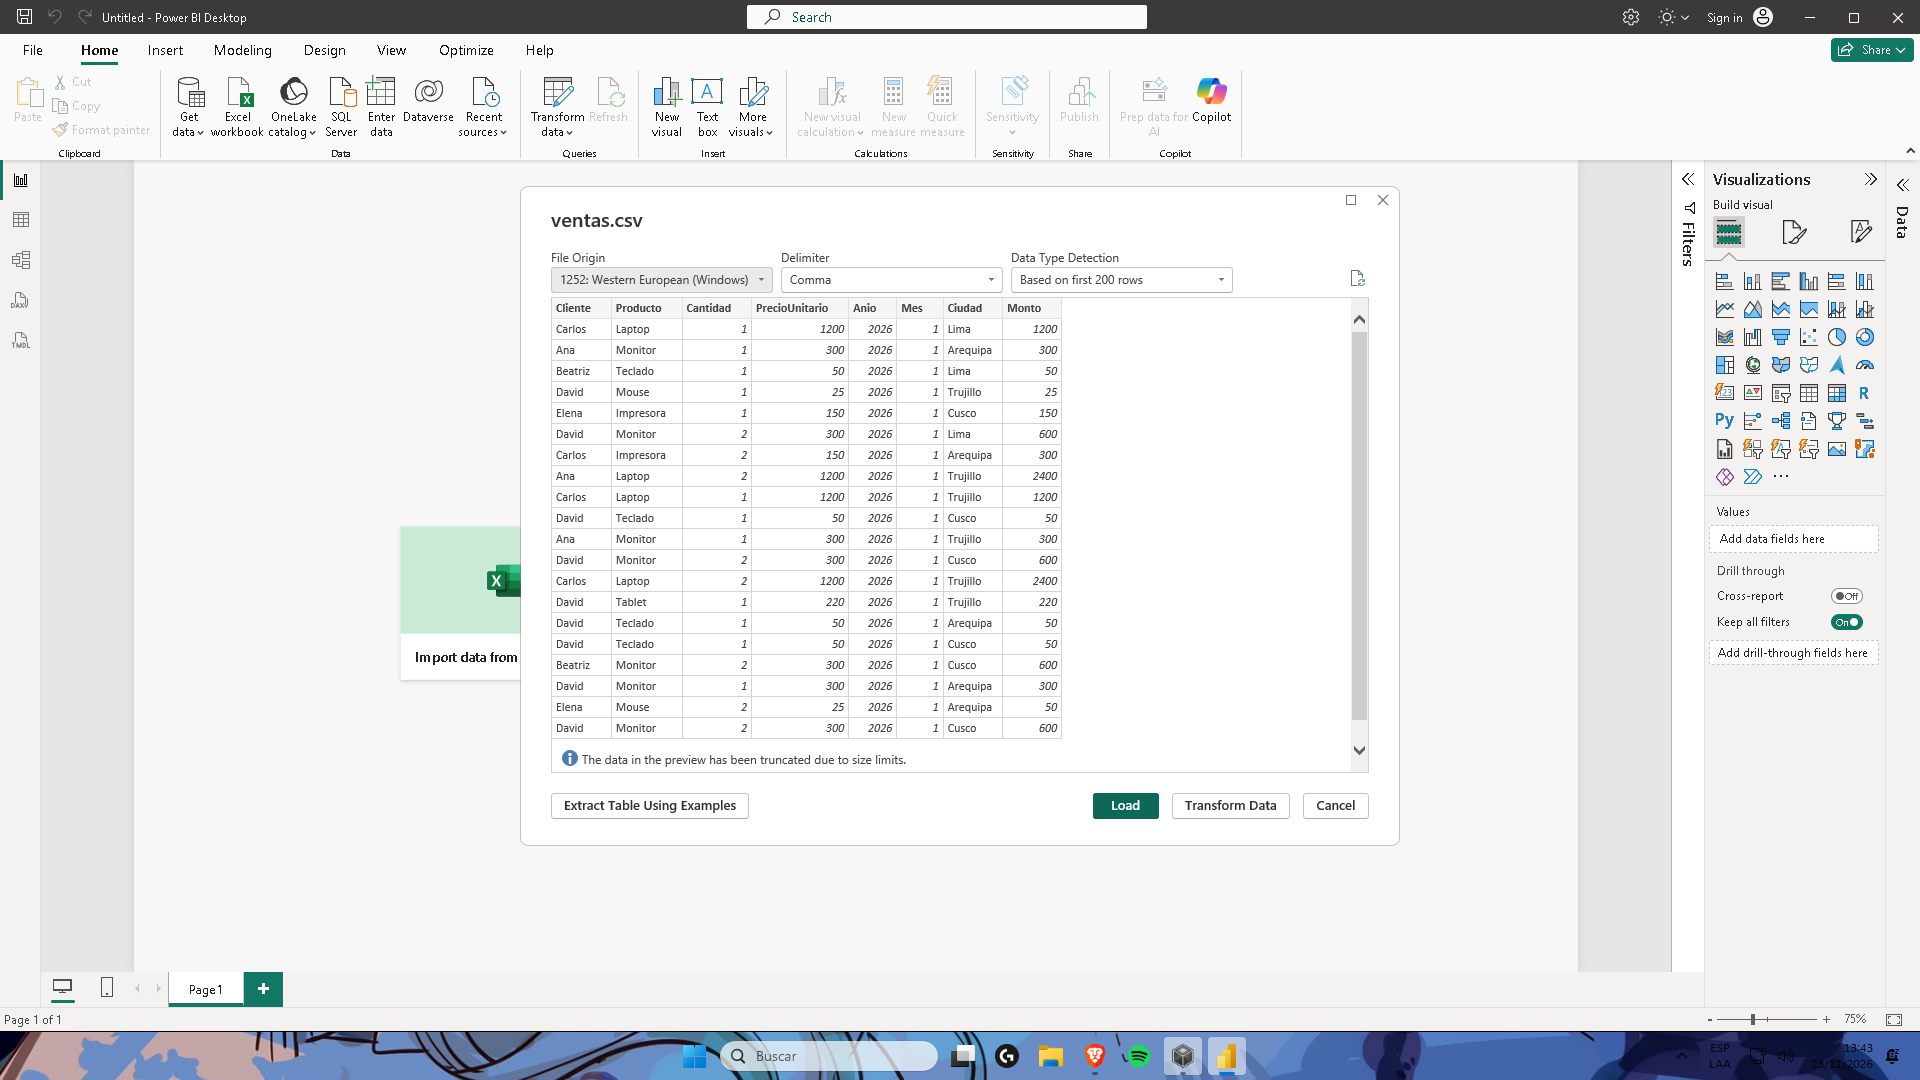 Untitled - Power BI Desktop
Search
Sign in
File Home Insert Modeling Design View Optimize Help
Share
Paste
Cut
Copy
Format painter
Clipboard
Get data
Excel workbook
OneLake catalog
SQL Server
Enter data
Dataverse
Recent sources
Data
Transform data
Refresh
Queries
New visual
Text box
More visuals
Insert
New visual calculation
New measure
Quick measure
Calculations
Sensitivity
Sensitivity
Publish
Share
Prep data for AI
Copilot
Copilot
DAX
TMDL
Import data from
ventas.csv
File Origin
1252: Western European (Windows)
Delimiter
Comma
Data Type Detection
Based on first 200 rows
Cliente Producto Cantidad PrecioUnitario Anio Mes Ciudad Monto
Carlos Laptop 1 1200 2026 1 Lima 1200
Ana Monitor 1 300 2026 1 Arequipa 300
Beatriz Teclado 1 50 2026 1 Lima 50
David Mouse 1 25 2026 1 Trujillo 25
Elena Impresora 1 150 2026 1 Cusco 150
David Monitor 2 300 2026 1 Lima 600
Carlos Impresora 2 150 2026 1 Arequipa 300
Ana Laptop 2 1200 2026 1 Trujillo 2400
Carlos Laptop 1 1200 2026 1 Trujillo 1200
David Teclado 1 50 2026 1 Cusco 50
Ana Monitor 1 300 2026 1 Trujillo 300
David Monitor 2 300 2026 1 Cusco 600
Carlos Laptop 2 1200 2026 1 Trujillo 2400
David Tablet 1 220 2026 1 Trujillo 220
David Teclado 1 50 2026 1 Arequipa 50
David Teclado 1 50 2026 1 Cusco 50
Beatriz Monitor 2 300 2026 1 Cusco 600
David Monitor 1 300 2026 1 Arequipa 300
Elena Mouse 2 25 2026 1 Arequipa 50
David Monitor 2 300 2026 1 Cusco 600
The data in the preview has been truncated due to size limits.
Extract Table Using Examples
Load
Transform Data
Cancel
Filters
Visualizations
Build visual
123
R
Py
Values
Add data fields here
Drill through
Cross-report
Off
Keep all filters
On
Add drill-through fields here
Data
Page 1
Page 1 of 1
75%
Buscar
ESP
LAA
13:43
23/11/2026